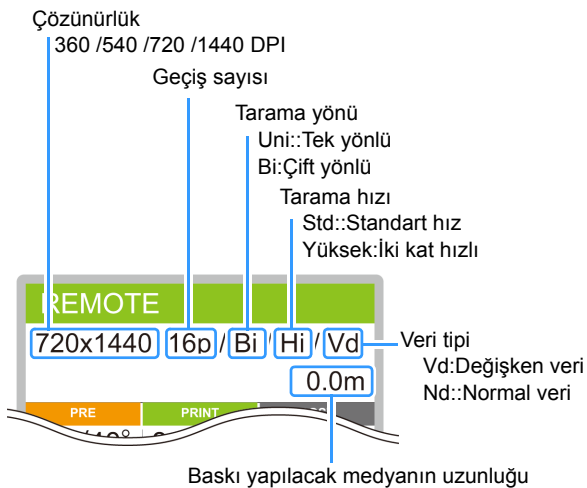 Çözünürlük
360 /540 /720 /1440 DPI
Geçiş sayısı
Tarama yönü
Uni::Tek yönlü
Bi:Çift yönlü
Tarama hızı
Std::Standart hız
Yüksek:İki kat hızlı
REMOTE
720x1440 16p / Bi / Hi / Vd
Veri tipi
Vd:Değişken veri
Nd::Normal veri
0.0m
PRE PRINT
Baskı yapılacak medyanın uzunluğu